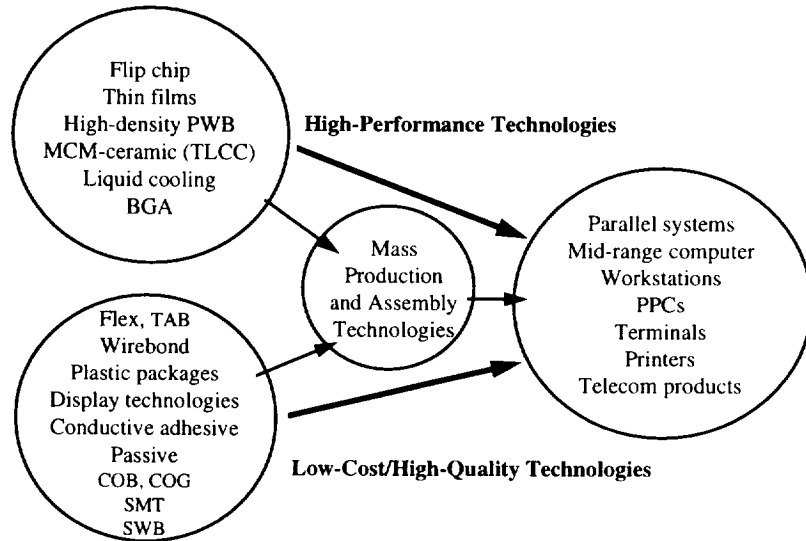 Flip chip
Thin films
High-density PWB
MCM-ceramic (TLCC)
Liquid cooling
BGA
High-Performance Technologies
Mass
Production
and Assembly
Technologies
Parallel systems
Mid-range computer
Workstations
PPCs
Terminals
Printers
Telecom products
Flex, TAB
Wirebond
Plastic packages
Display technologies
Conductive adhesive
Passive
COB, COG
SMT
SWB
Low-Cost/High-Quality Technologies